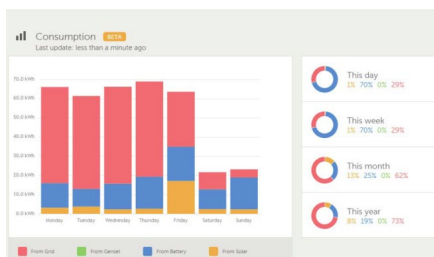 Consumption BETA
Last update: less than a minute ago
70.0 kWh
60.0 kWh
50.0 kWh
40.0 kWh
30.0 kWh
20.0 kWh
10.0 kWh
0.0 kWh
Monday Tuesday Wednesday Thursday Friday Saturday Sunday
From Grid From Genset From Battery From Solar
This day
1% 70% 0% 29%
This week
1% 70% 0% 29%
This month
13% 25% 0% 62%
This year
8% 19% 0% 73%